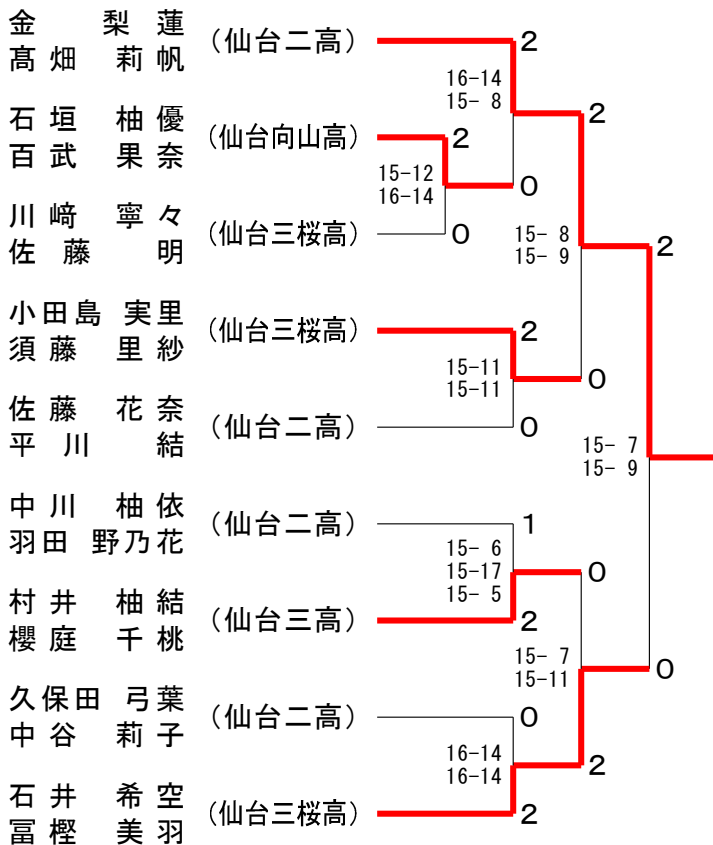 金 梨 蓮
髙 畑 莉 帆
(仙台二高)
2
16-14
15- 8
2
石 垣 柚 優
百 武 果 奈
(仙台向山高)
2
15-12
16-14
0
川 﨑 寧 々
佐 藤 明
(仙台三桜高)
0
15- 8
15- 9
2
小田島 実里
須 藤 里 紗
(仙台三桜高)
2
15-11
15-11
0
佐 藤 花 奈
平 川 結
(仙台二高)
0
15- 7
15- 9
中 川 柚 依
羽田 野乃花
(仙台二高)
1
15- 6
15-17
15- 5
0
村 井 柚 結
櫻 庭 千 桃
(仙台三高)
2
15- 7
15-11
0
久保田 弓葉
中 谷 莉 子
(仙台二高)
0
16-14
16-14
2
石 井 希 空
冨 樫 美 羽
(仙台三桜高)
2